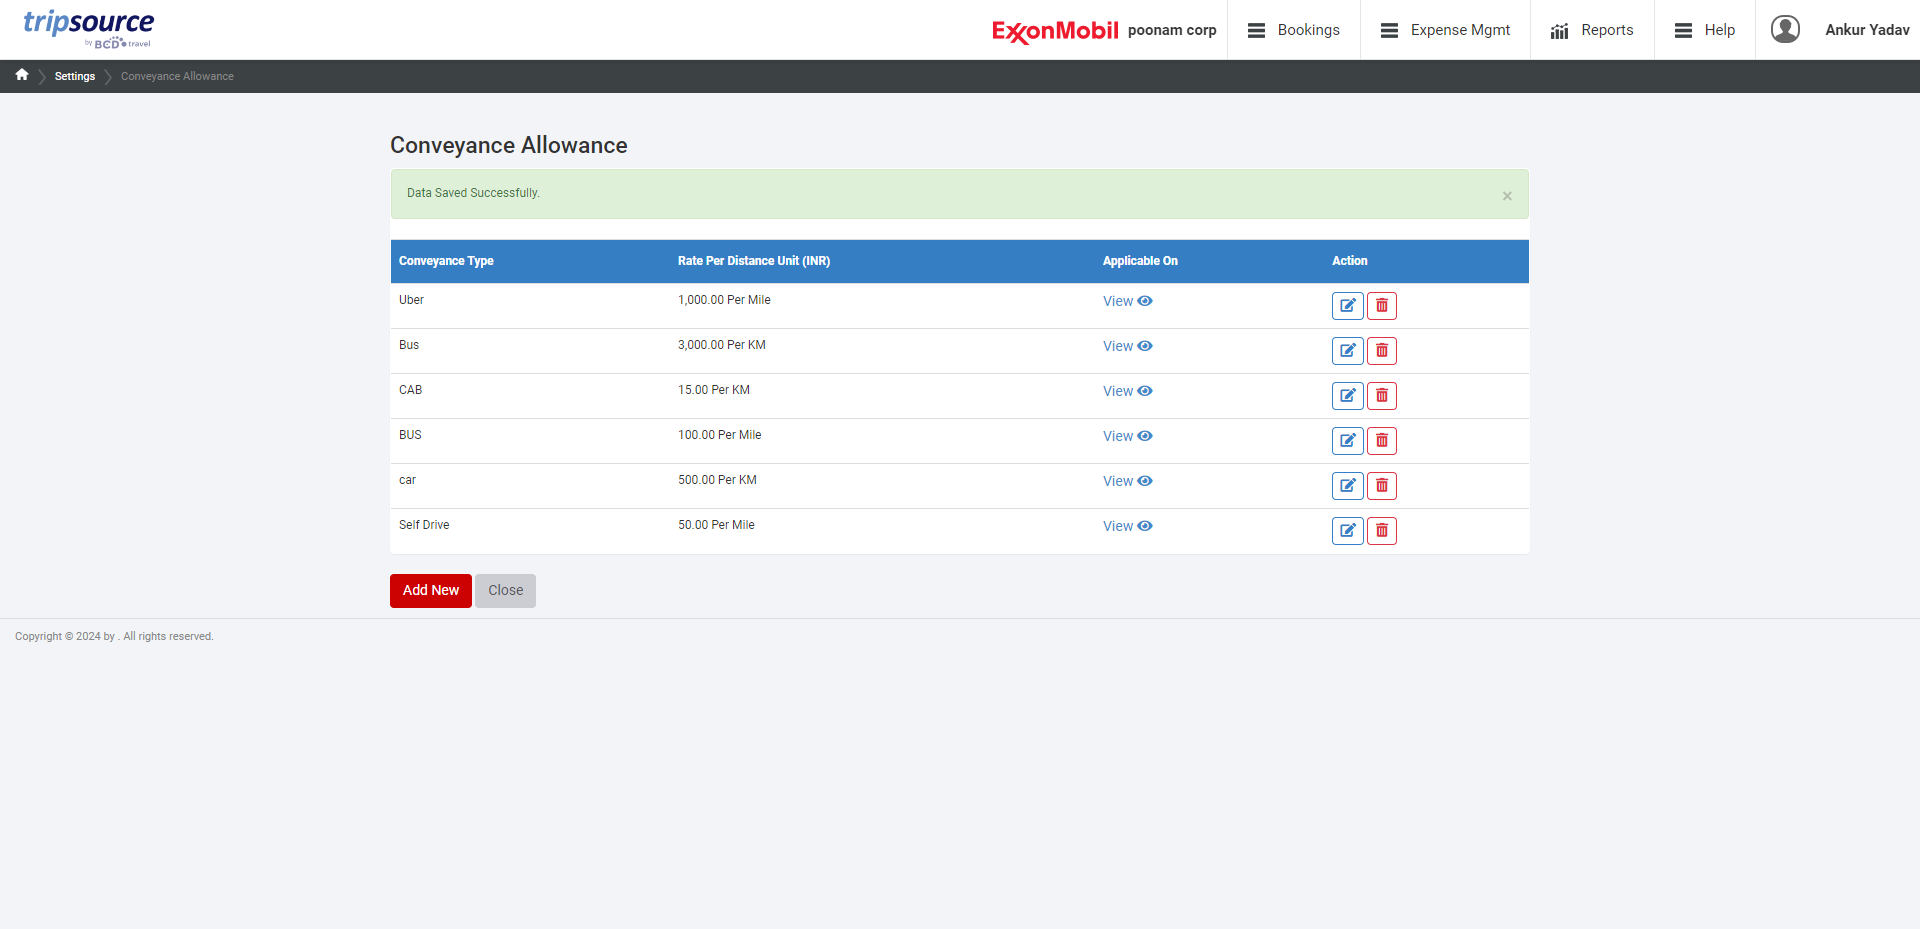 tripsource
by BCD travel
ExxonMobil poonam corp
Bookings
Expense Mgmt
Reports
Help
Ankur Yadav
Settings
Conveyance Allowance
Conveyance Allowance
Data Saved Successfully.
×
Conveyance Type Rate Per Distance Unit (INR) Applicable On Action
Uber 1,000.00 Per Mile View
Bus 3,000.00 Per KM View
CAB 15.00 Per KM View
BUS 100.00 Per Mile View
car 500.00 Per KM View
Self Drive 50.00 Per Mile View
Add New Close
Copyright © 2024 by . All rights reserved.